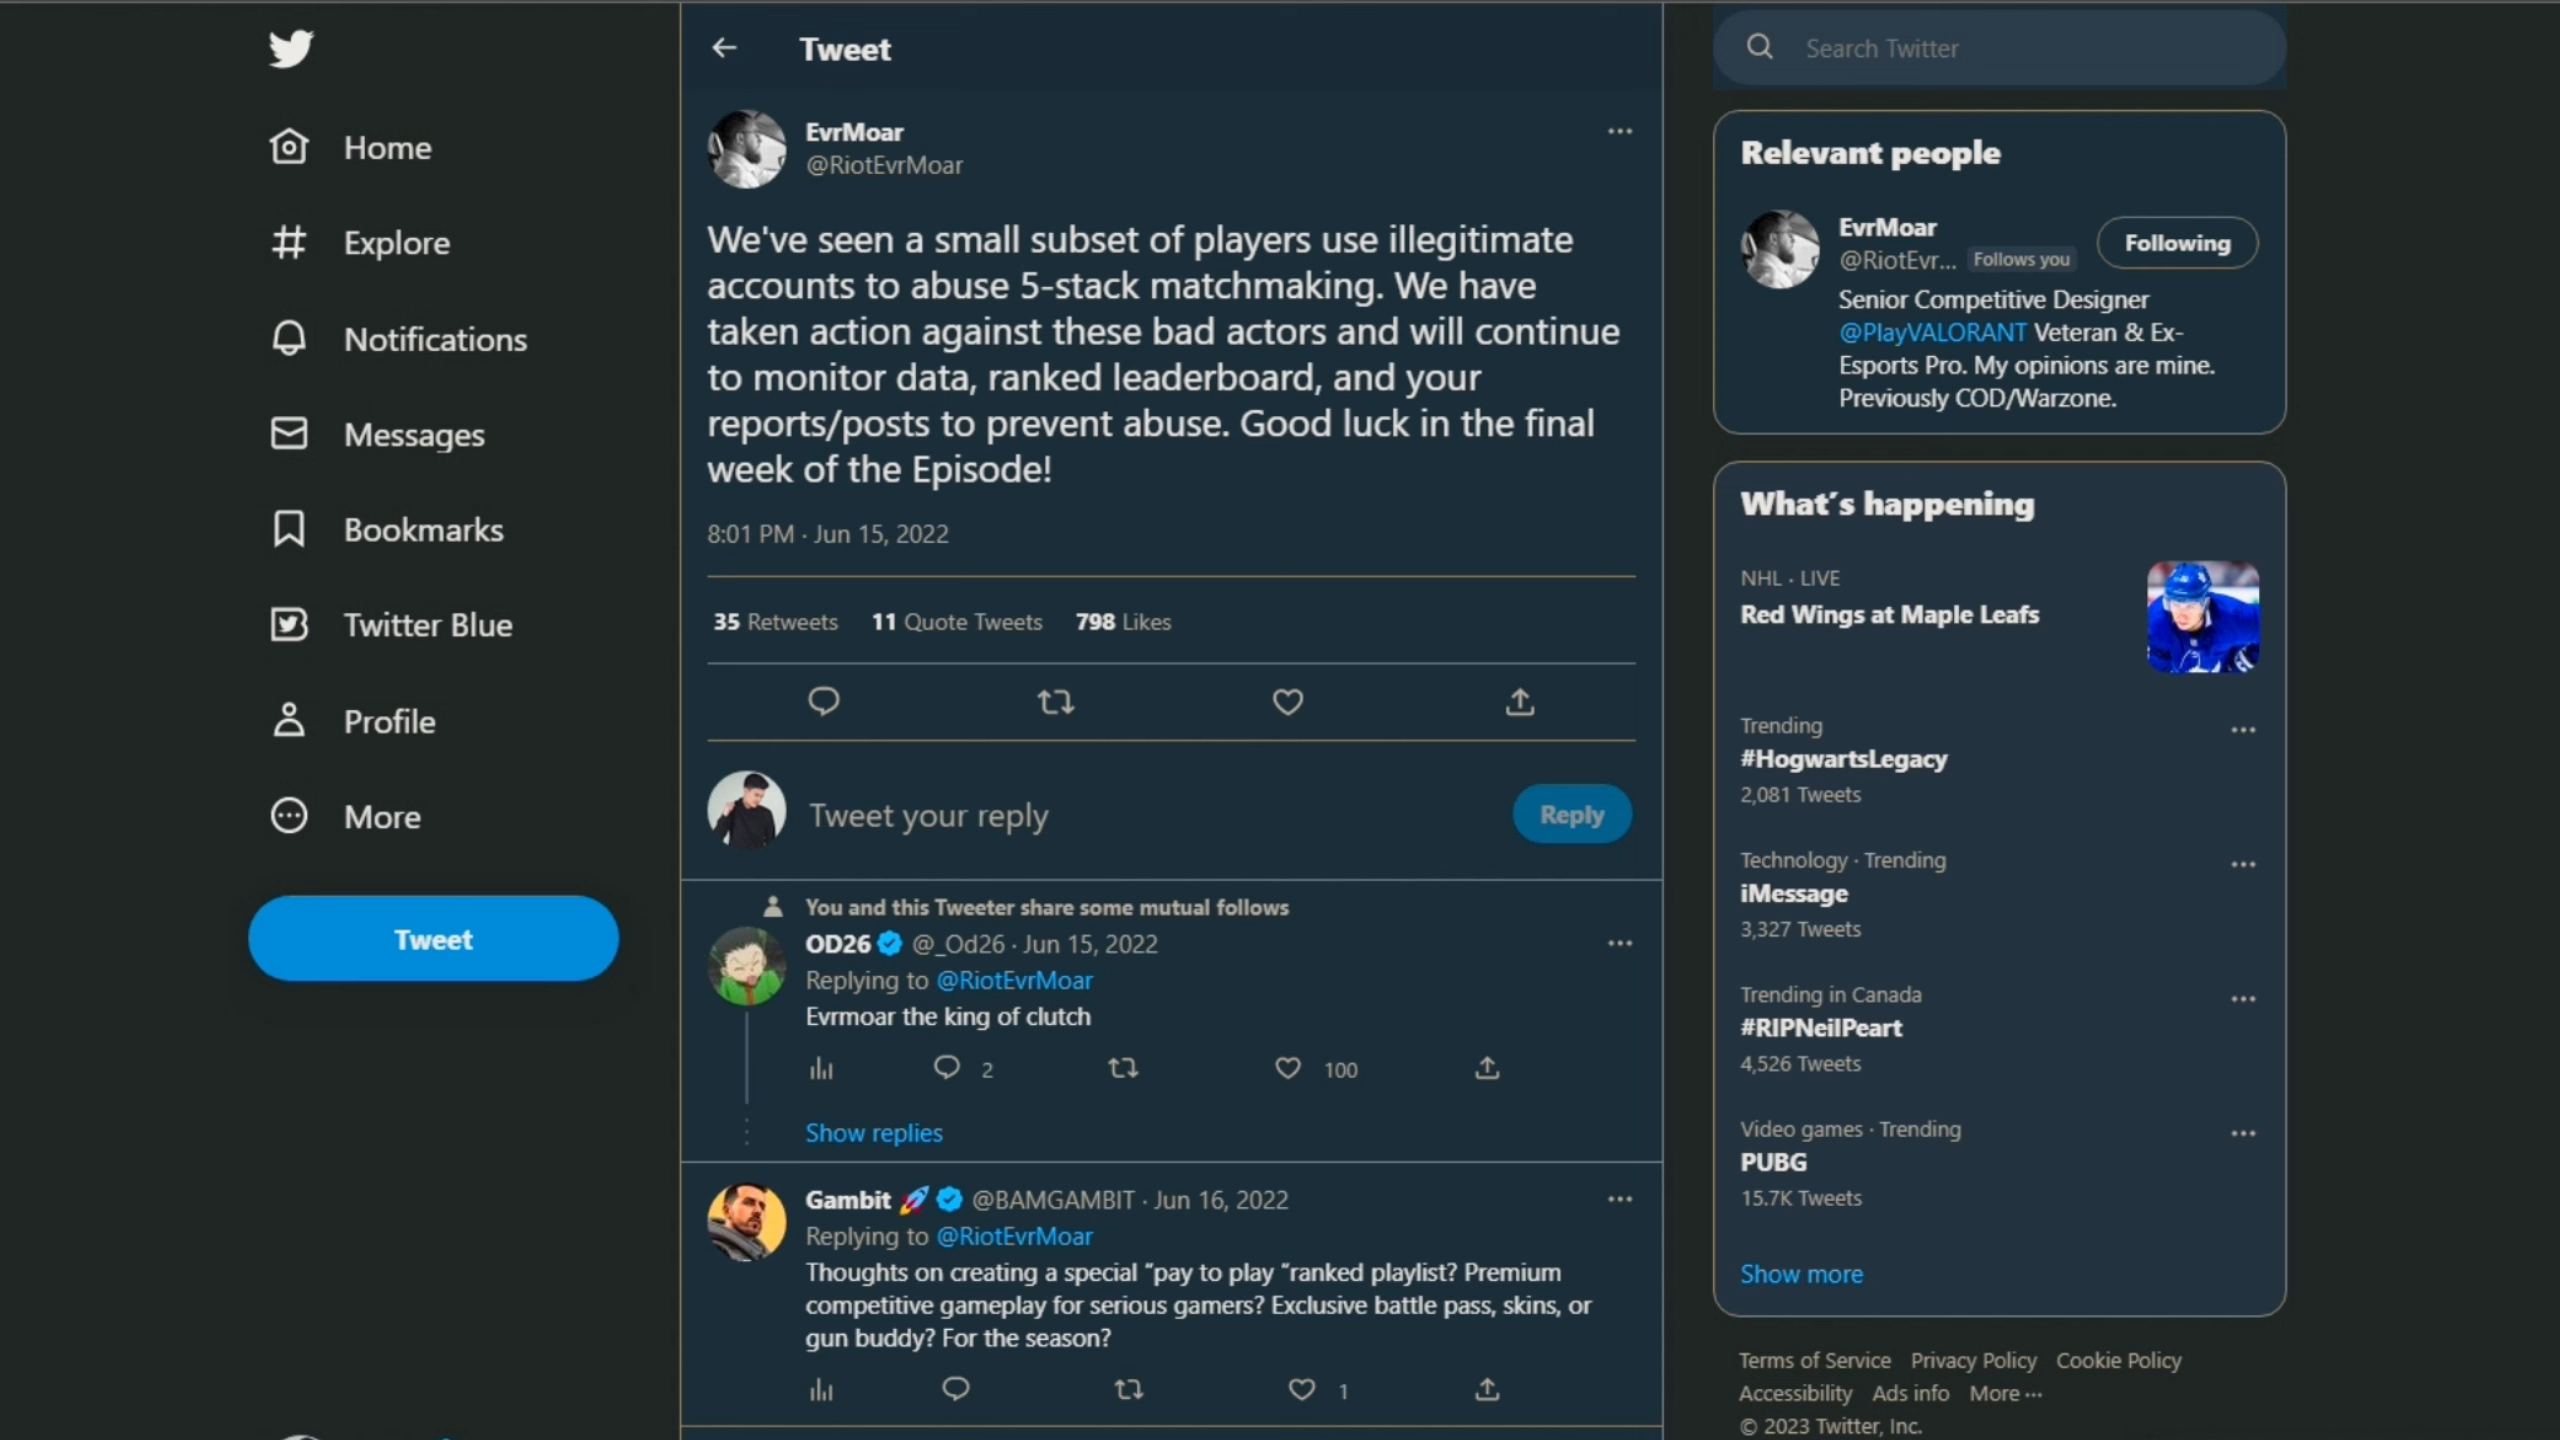 Home
Explore
Notifications
Messages
Bookmarks
Twitter Blue
Profile
More
Tweet
Tweet
EvrMoar
@RiotEvrMoar
We've seen a small subset of players use illegitimate
accounts to abuse 5-stack matchmaking. We have
taken action against these bad actors and will continue
to monitor data, ranked leaderboard, and your
reports/posts to prevent abuse. Good luck in the final
week of the Episode!
8:01 PM · Jun 15, 2022
35 Retweets 11 Quote Tweets 798 Likes
Tweet your reply
Reply
You and this Tweeter share some mutual follows
OD26 @_Od26 · Jun 15, 2022
Replying to @RiotEvrMoar
Evrmoar the king of clutch
2 100
Show replies
Gambit 🚀 @BAMGAMBIT · Jun 16, 2022
Replying to @RiotEvrMoar
Thoughts on creating a special “pay to play “ranked playlist? Premium
competitive gameplay for serious gamers? Exclusive battle pass, skins, or
gun buddy? For the season?
1
Search Twitter
Relevant people
EvrMoar
@RiotEvr... Follows you
Following
Senior Competitive Designer
@PlayVALORANT Veteran & Ex-
Esports Pro. My opinions are mine.
Previously COD/Warzone.
What’s happening
NHL · LIVE
Red Wings at Maple Leafs
Trending
#HogwartsLegacy
2,081 Tweets
Technology · Trending
iMessage
3,327 Tweets
Trending in Canada
#RIPNeilPeart
4,526 Tweets
Video games · Trending
PUBG
15.7K Tweets
Show more
Terms of Service Privacy Policy Cookie Policy
Accessibility Ads info More ···
© 2023 Twitter, Inc.